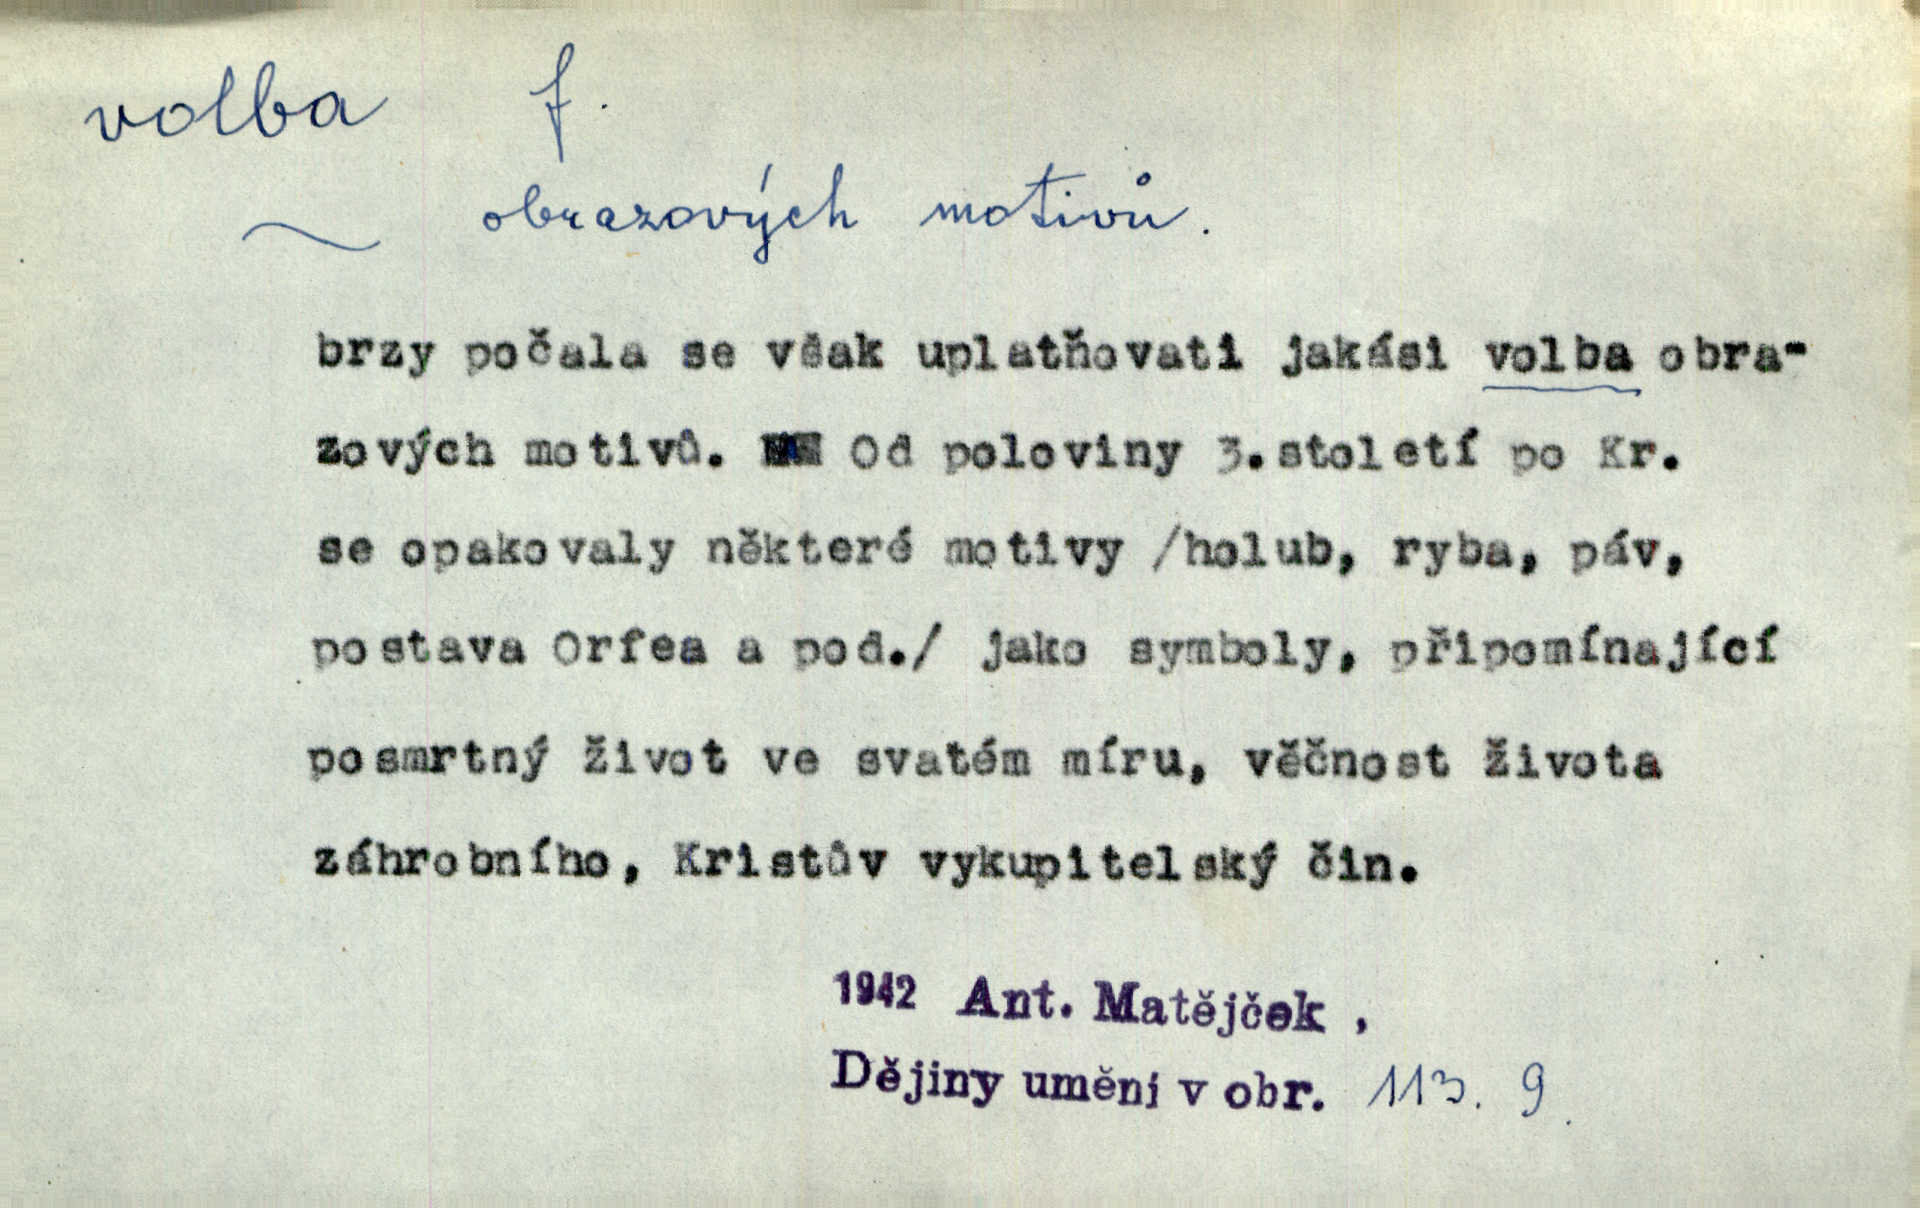 volba f.
~ obrazových motivů.
brzy počala se však uplatňovati jakási volba obra-
zových motivů. Od poloviny 3.století po Kr.
se opakovaly některé motivy /holub, ryba, páv,
postava Orfea a pod./ jako symboly, připomínající
posmrtný život ve svatém míru, věčnost života
záhrobního, Kristův vykupitelský čin.
1942 Ant. Matějček,
Dějiny umění v obr. 113. 9.